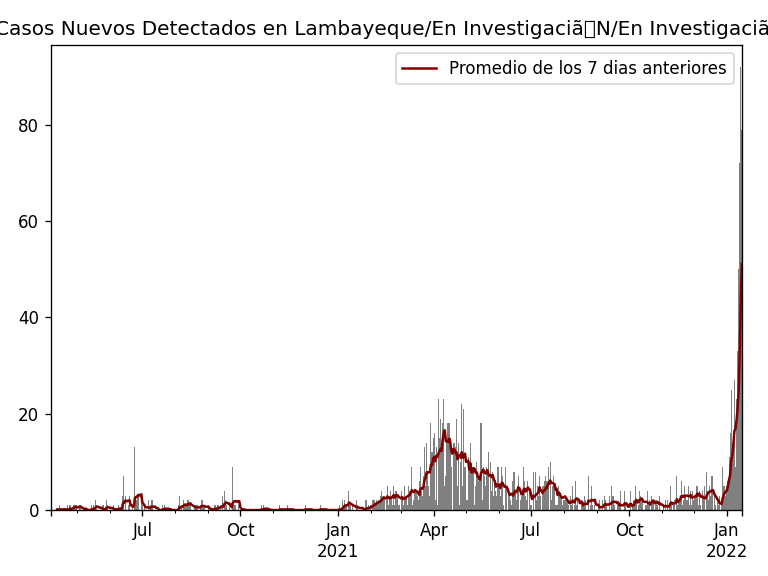 Casos Nuevos Detectados en Lambayeque/En Investigaciã▯N/En Investigaciã
Promedio de los 7 dias anteriores
80
60
40
20
0
Jul Oct Jan Apr Jul Oct Jan
2021 2022